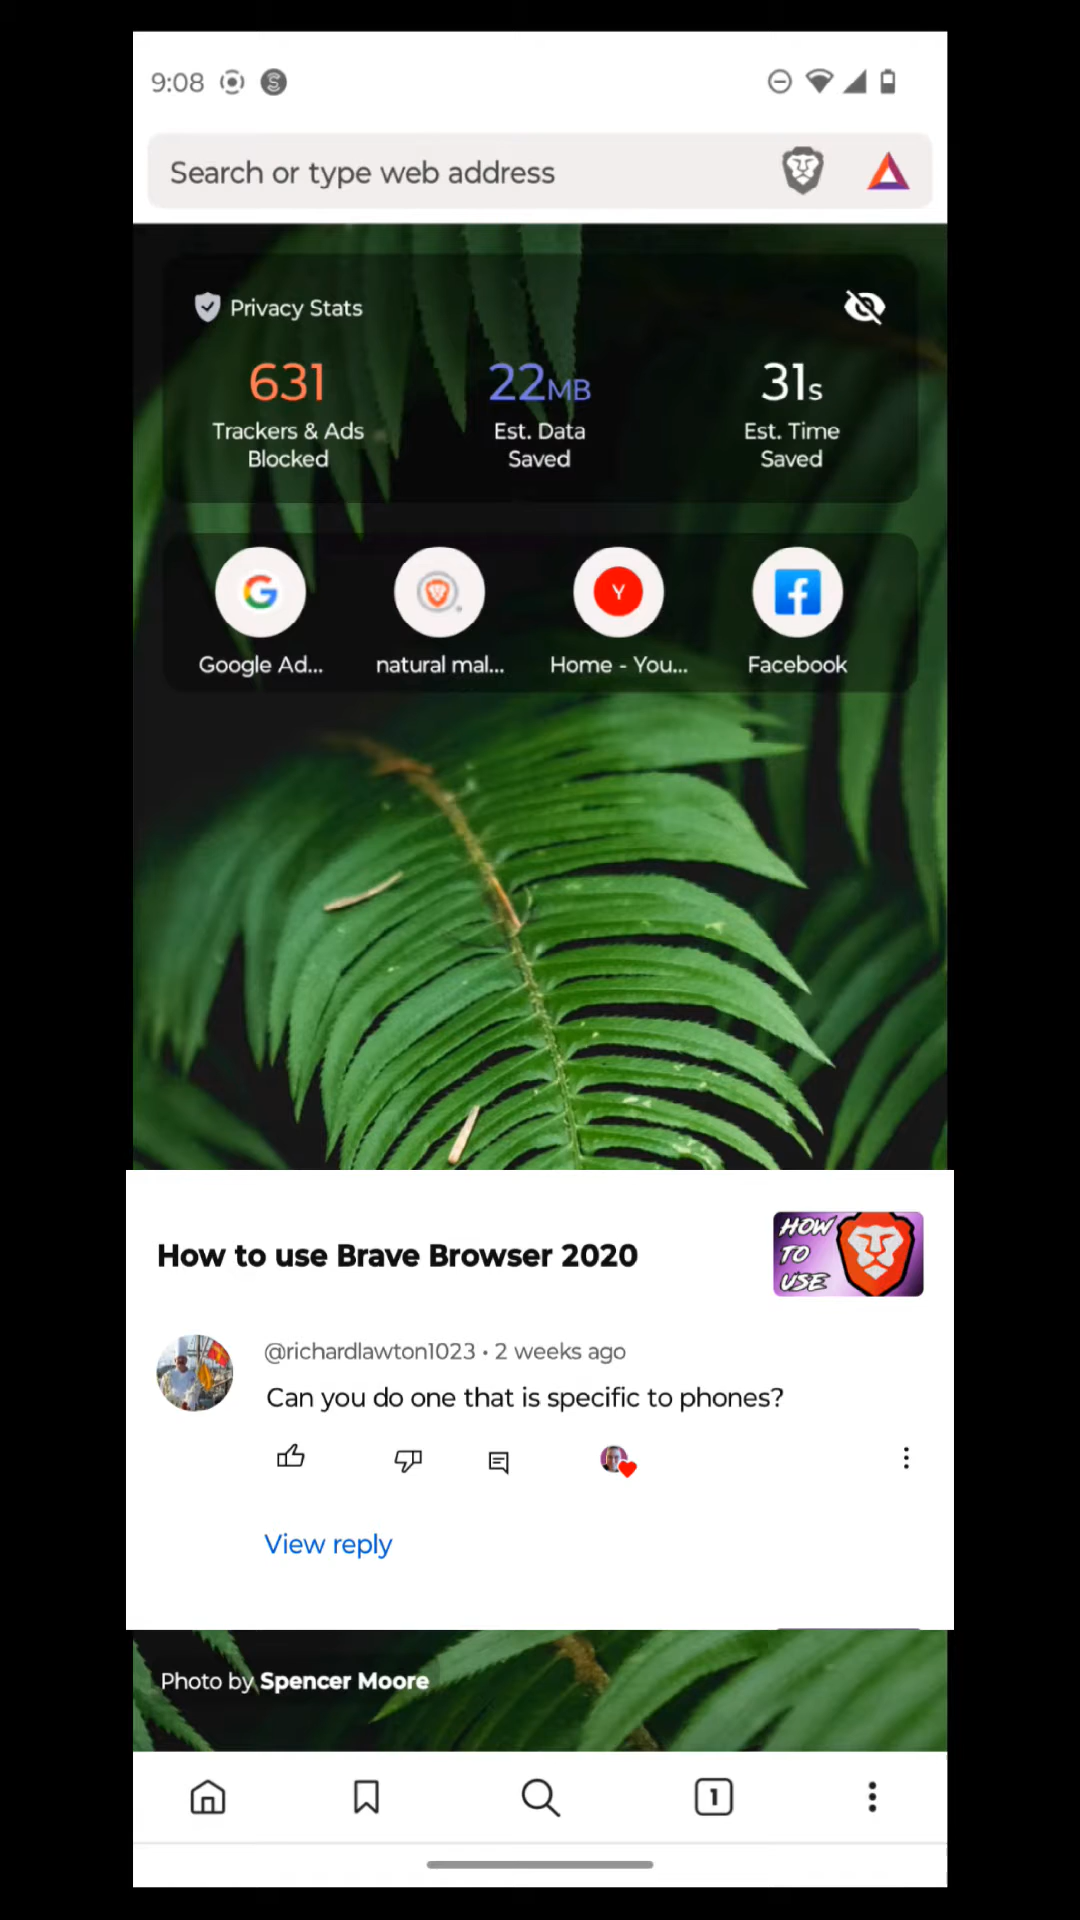 9:08
Search or type web address
Privacy Stats
631
Trackers & Ads
Blocked
22MB
Est. Data
Saved
31s
Est. Time
Saved
Google Ad...
natural mal...
Y
Home - You...
Facebook
How to use Brave Browser 2020
HOW
TO
USE
@richardlawton1023 • 2 weeks ago
Can you do one that is specific to phones?
View reply
Photo by Spencer Moore
1